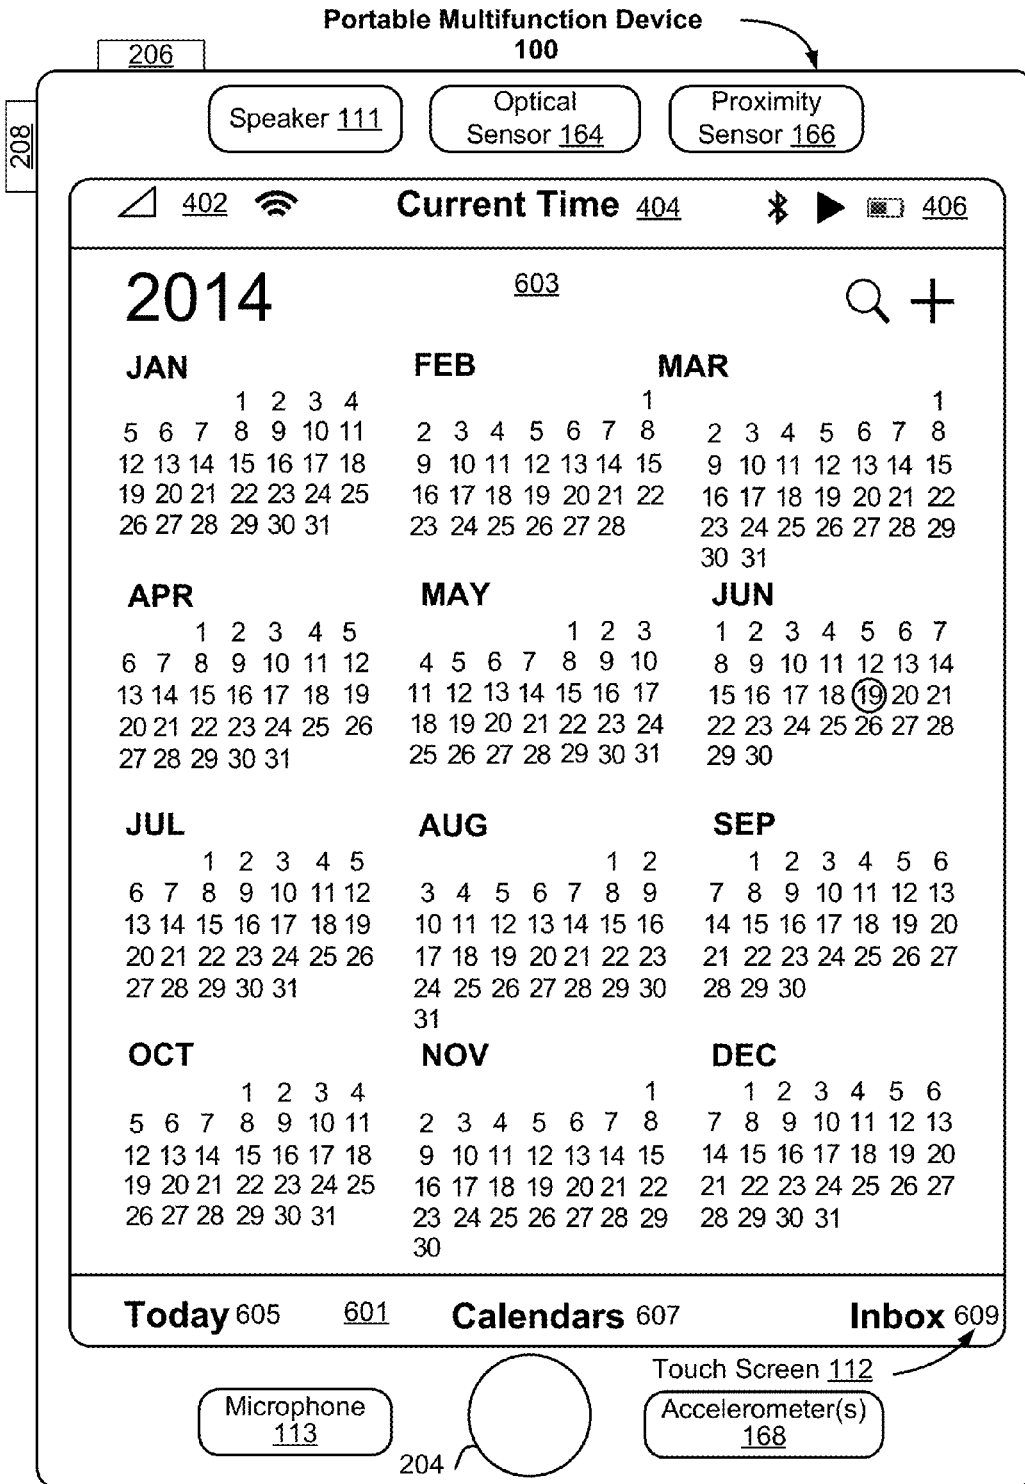 Portable Multifunction Device
100
206
208
Speaker 111
Optical
Sensor 164
Proximity
Sensor 166
402 Current Time 404 406
2014 603
JAN FEB MAR
1 2 3 4 1 1
5 6 7 8 9 10 11 2 3 4 5 6 7 8 2 3 4 5 6 7 8
12 13 14 15 16 17 18 9 10 11 12 13 14 15 9 10 11 12 13 14 15
19 20 21 22 23 24 25 16 17 18 19 20 21 22 16 17 18 19 20 21 22
26 27 28 29 30 31 23 24 25 26 27 28 23 24 25 26 27 28 29
30 31
APR MAY JUN
1 2 3 4 5 1 2 3 1 2 3 4 5 6 7
6 7 8 9 10 11 12 4 5 6 7 8 9 10 8 9 10 11 12 13 14
13 14 15 16 17 18 19 11 12 13 14 15 16 17 15 16 17 18 19 20 21
20 21 22 23 24 25 26 18 19 20 21 22 23 24 22 23 24 25 26 27 28
27 28 29 30 31 25 26 27 28 29 30 31 29 30
JUL AUG SEP
1 2 3 4 5 1 2 1 2 3 4 5 6
6 7 8 9 10 11 12 3 4 5 6 7 8 9 7 8 9 10 11 12 13
13 14 15 16 17 18 19 10 11 12 13 14 15 16 14 15 16 17 18 19 20
20 21 22 23 24 25 26 17 18 19 20 21 22 23 21 22 23 24 25 26 27
27 28 29 30 31 24 25 26 27 28 29 30 28 29 30
31
OCT NOV DEC
1 2 3 4 1 1 2 3 4 5 6
5 6 7 8 9 10 11 2 3 4 5 6 7 8 7 8 9 10 11 12 13
12 13 14 15 16 17 18 9 10 11 12 13 14 15 14 15 16 17 18 19 20
19 20 21 22 23 24 25 16 17 18 19 20 21 22 21 22 23 24 25 26 27
26 27 28 29 30 31 23 24 25 26 27 28 29 28 29 30 31
30
Today 605 601 Calendars 607 Inbox 609
Touch Screen 112
Microphone
113
204
Accelerometer(s)
168